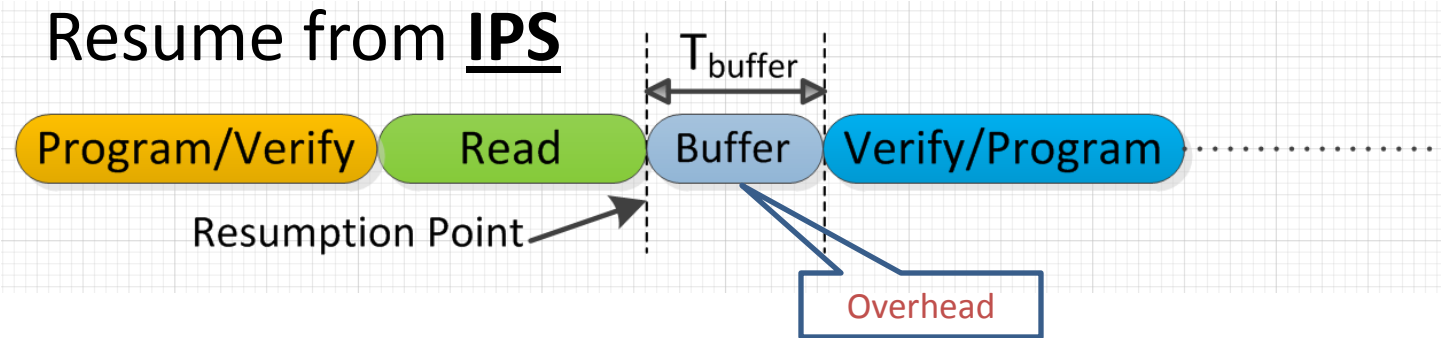 Resume from IPS
Tbuffer
Program/Verify Read Buffer Verify/Program
Resumption Point
Overhead